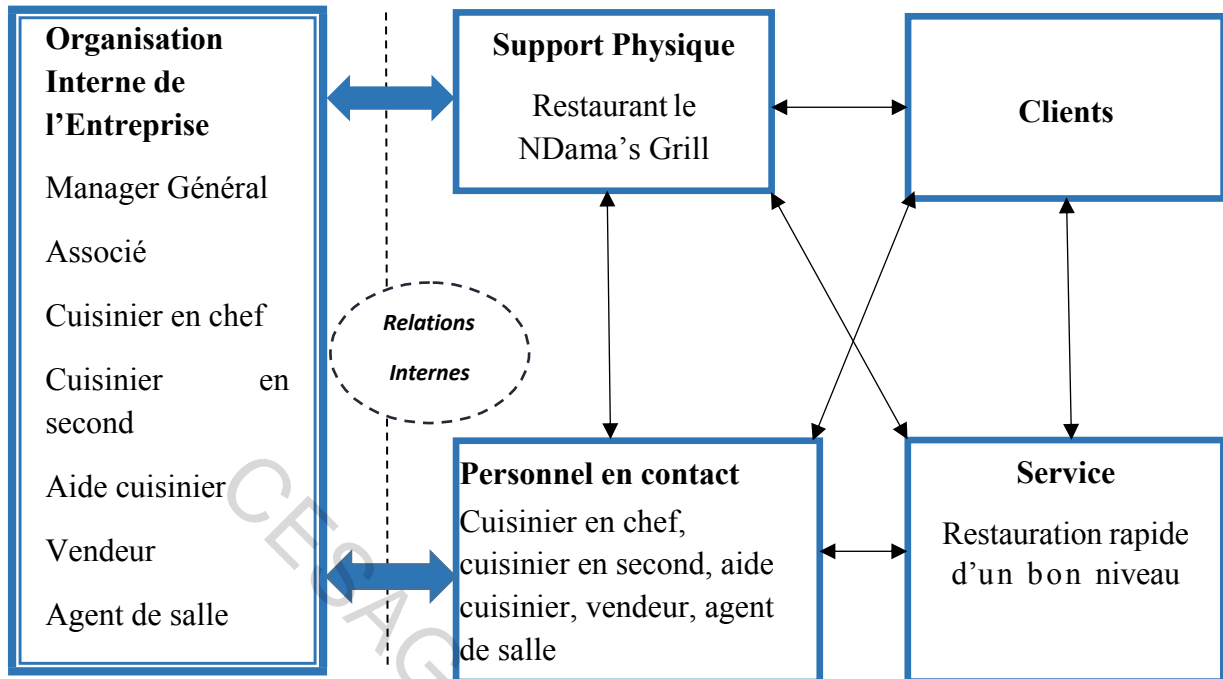 Organisation
Interne de
l’Entreprise
Manager Général
Associé
Cuisinier en chef
Cuisinier en
second
Aide cuisinier
Vendeur
Agent de salle
Relations
Internes
Support Physique
Restaurant le
NDama’s Grill
Clients
Personnel en contact
Cuisinier en chef,
cuisinier en second, aide
cuisinier, vendeur, agent
de salle
Service
Restauration rapide
d’un bon niveau
CESAG